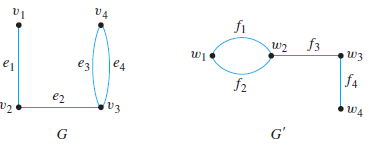 v1 v4
e1 e3 e4
v2 e2 v3
G
f1
w1 w2 f3 w3
f2 f4
w4
G′